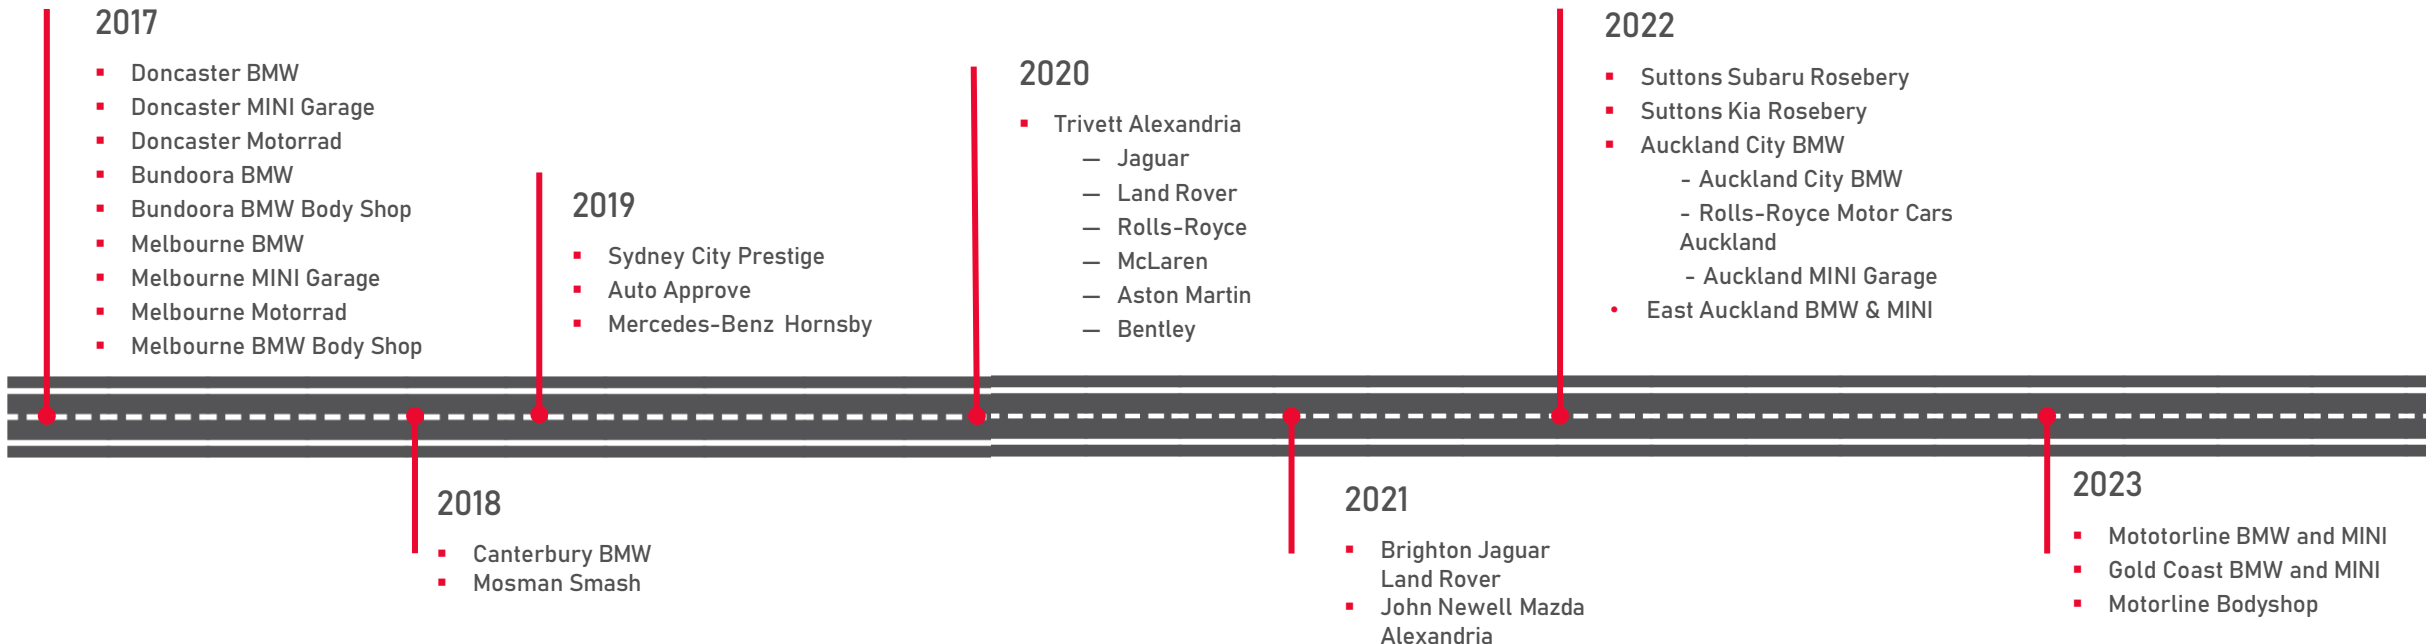 2017
▪ Doncaster BMW
▪ Doncaster MINI Garage
▪ Doncaster Motorrad
▪ Bundoora BMW
▪ Bundoora BMW Body Shop
▪ Melbourne BMW
▪ Melbourne MINI Garage
▪ Melbourne Motorrad
▪ Melbourne BMW Body Shop
2018
▪ Canterbury BMW
▪ Mosman Smash
2019
▪ Sydney City Prestige
▪ Auto Approve
▪ Mercedes-Benz Hornsby
2020
▪ Trivett Alexandria
— Jaguar
— Land Rover
— Rolls-Royce
— McLaren
— Aston Martin
— Bentley
2021
▪ Brighton Jaguar
Land Rover
▪ John Newell Mazda
Alexandria
2022
▪ Suttons Subaru Rosebery
▪ Suttons Kia Rosebery
▪ Auckland City BMW
- Auckland City BMW
- Rolls-Royce Motor Cars
Auckland
- Auckland MINI Garage
• East Auckland BMW & MINI
2023
▪ Mototorline BMW and MINI
▪ Gold Coast BMW and MINI
▪ Motorline Bodyshop